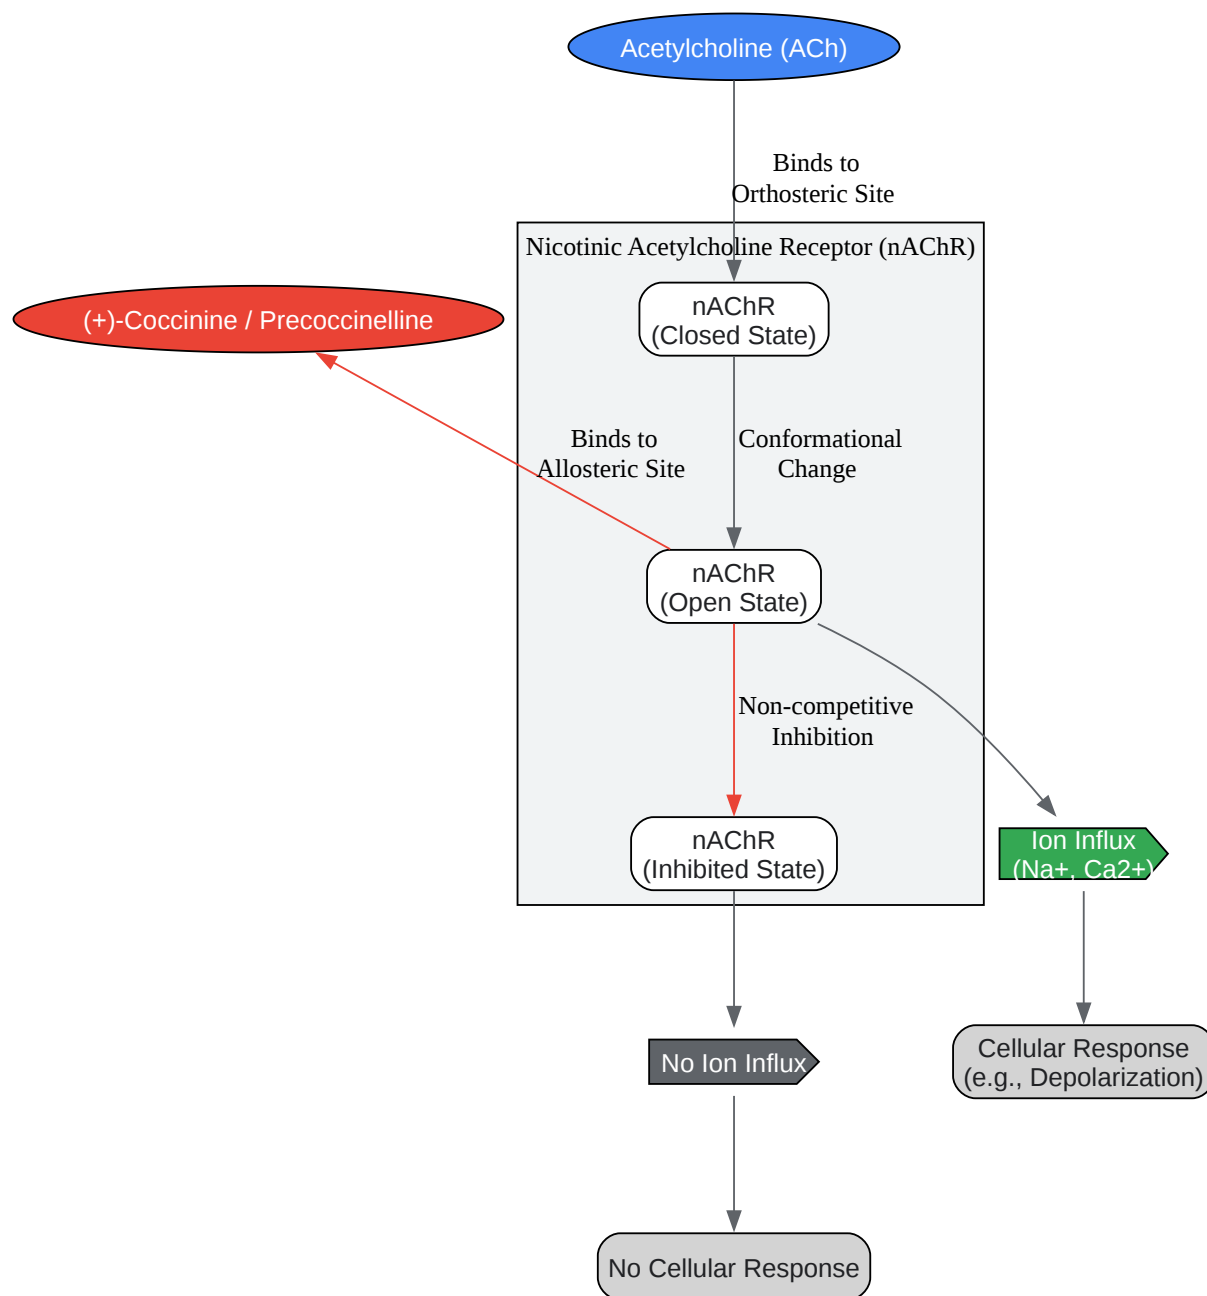 Acetylcholine (ACh)
Binds to
Orthosteric Site
Nicotinic Acetylcholine Receptor (nAChR)
nAChR
(Closed State)
(+)-Coccinine / Precoccinelline
Binds to
Allosteric Site
Conformational
Change
nAChR
(Open State)
Non-competitive
Inhibition
nAChR
(Inhibited State)
Ion Influx
(Na+, Ca2+)
No Ion Influx
Cellular Response
(e.g., Depolarization)
No Cellular Response